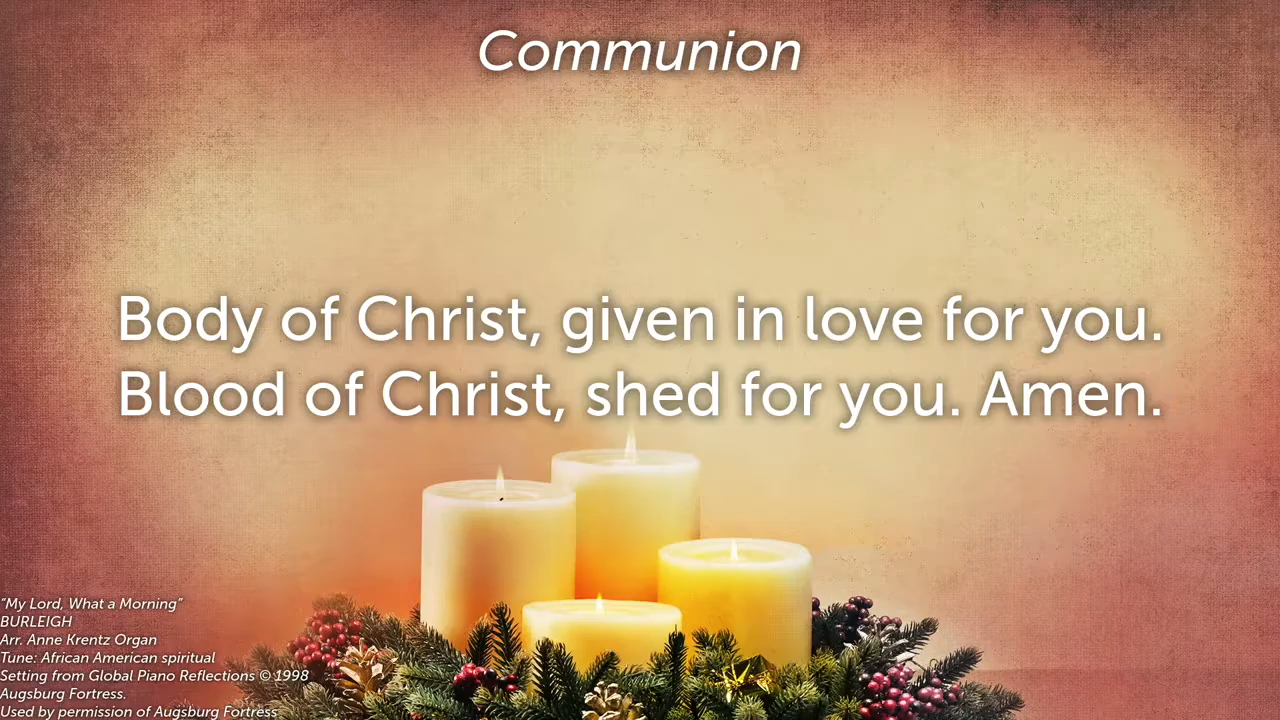 Communion
Body of Christ, given in love for you.
Blood of Christ, shed for you. Amen.
“My Lord, What a Morning”
BURLEIGH
Arr. Anne Krentz Organ
Tune: African American spiritual
Setting from Global Piano Reflections © 1998
Augsburg Fortress.
Used by permission of Augsburg Fortress